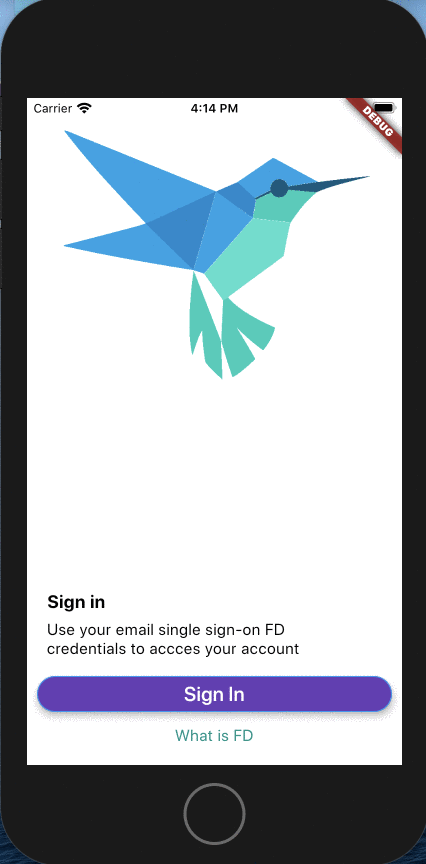 Carrier 4:14 PM
DEBUG
Sign in
Use your email single sign-on FD
credentials to accces your account
Sign In
What is FD